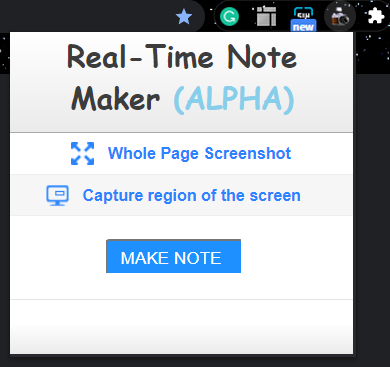 new
Real-Time Note
Maker (ALPHA)
Whole Page Screenshot
Capture region of the screen
MAKE NOTE